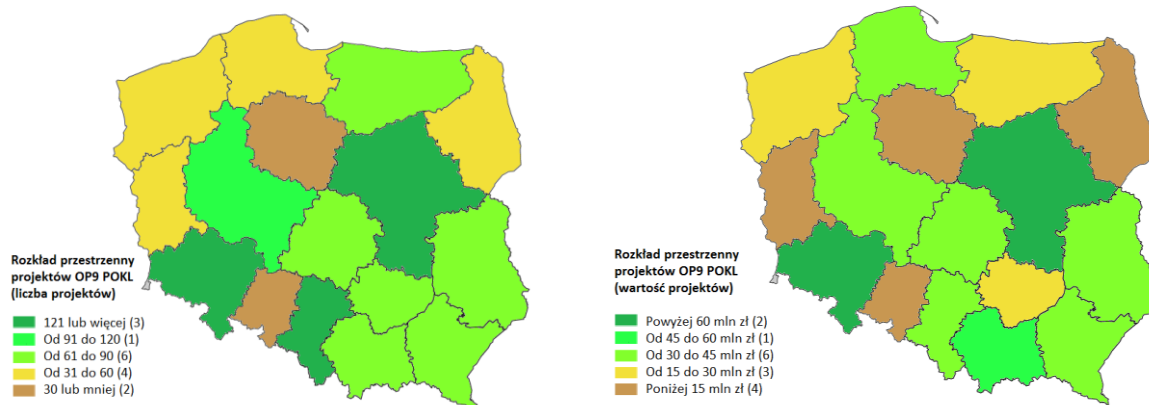 Rozkład przestrzenny
projektów OP9 POKL
(liczba projektów)
121 lub więcej (3)
Od 91 do 120 (1)
Od 61 do 90 (6)
Od 31 do 60 (4)
30 lub mniej (2)
Rozkład przestrzenny
projektów OP9 POKL
(wartość projektów)
Powyżej 60 mln zł (2)
Od 45 do 60 mln zł (1)
Od 30 do 45 mln zł (6)
Od 15 do 30 mln zł (3)
Poniżej 15 mln zł (4)